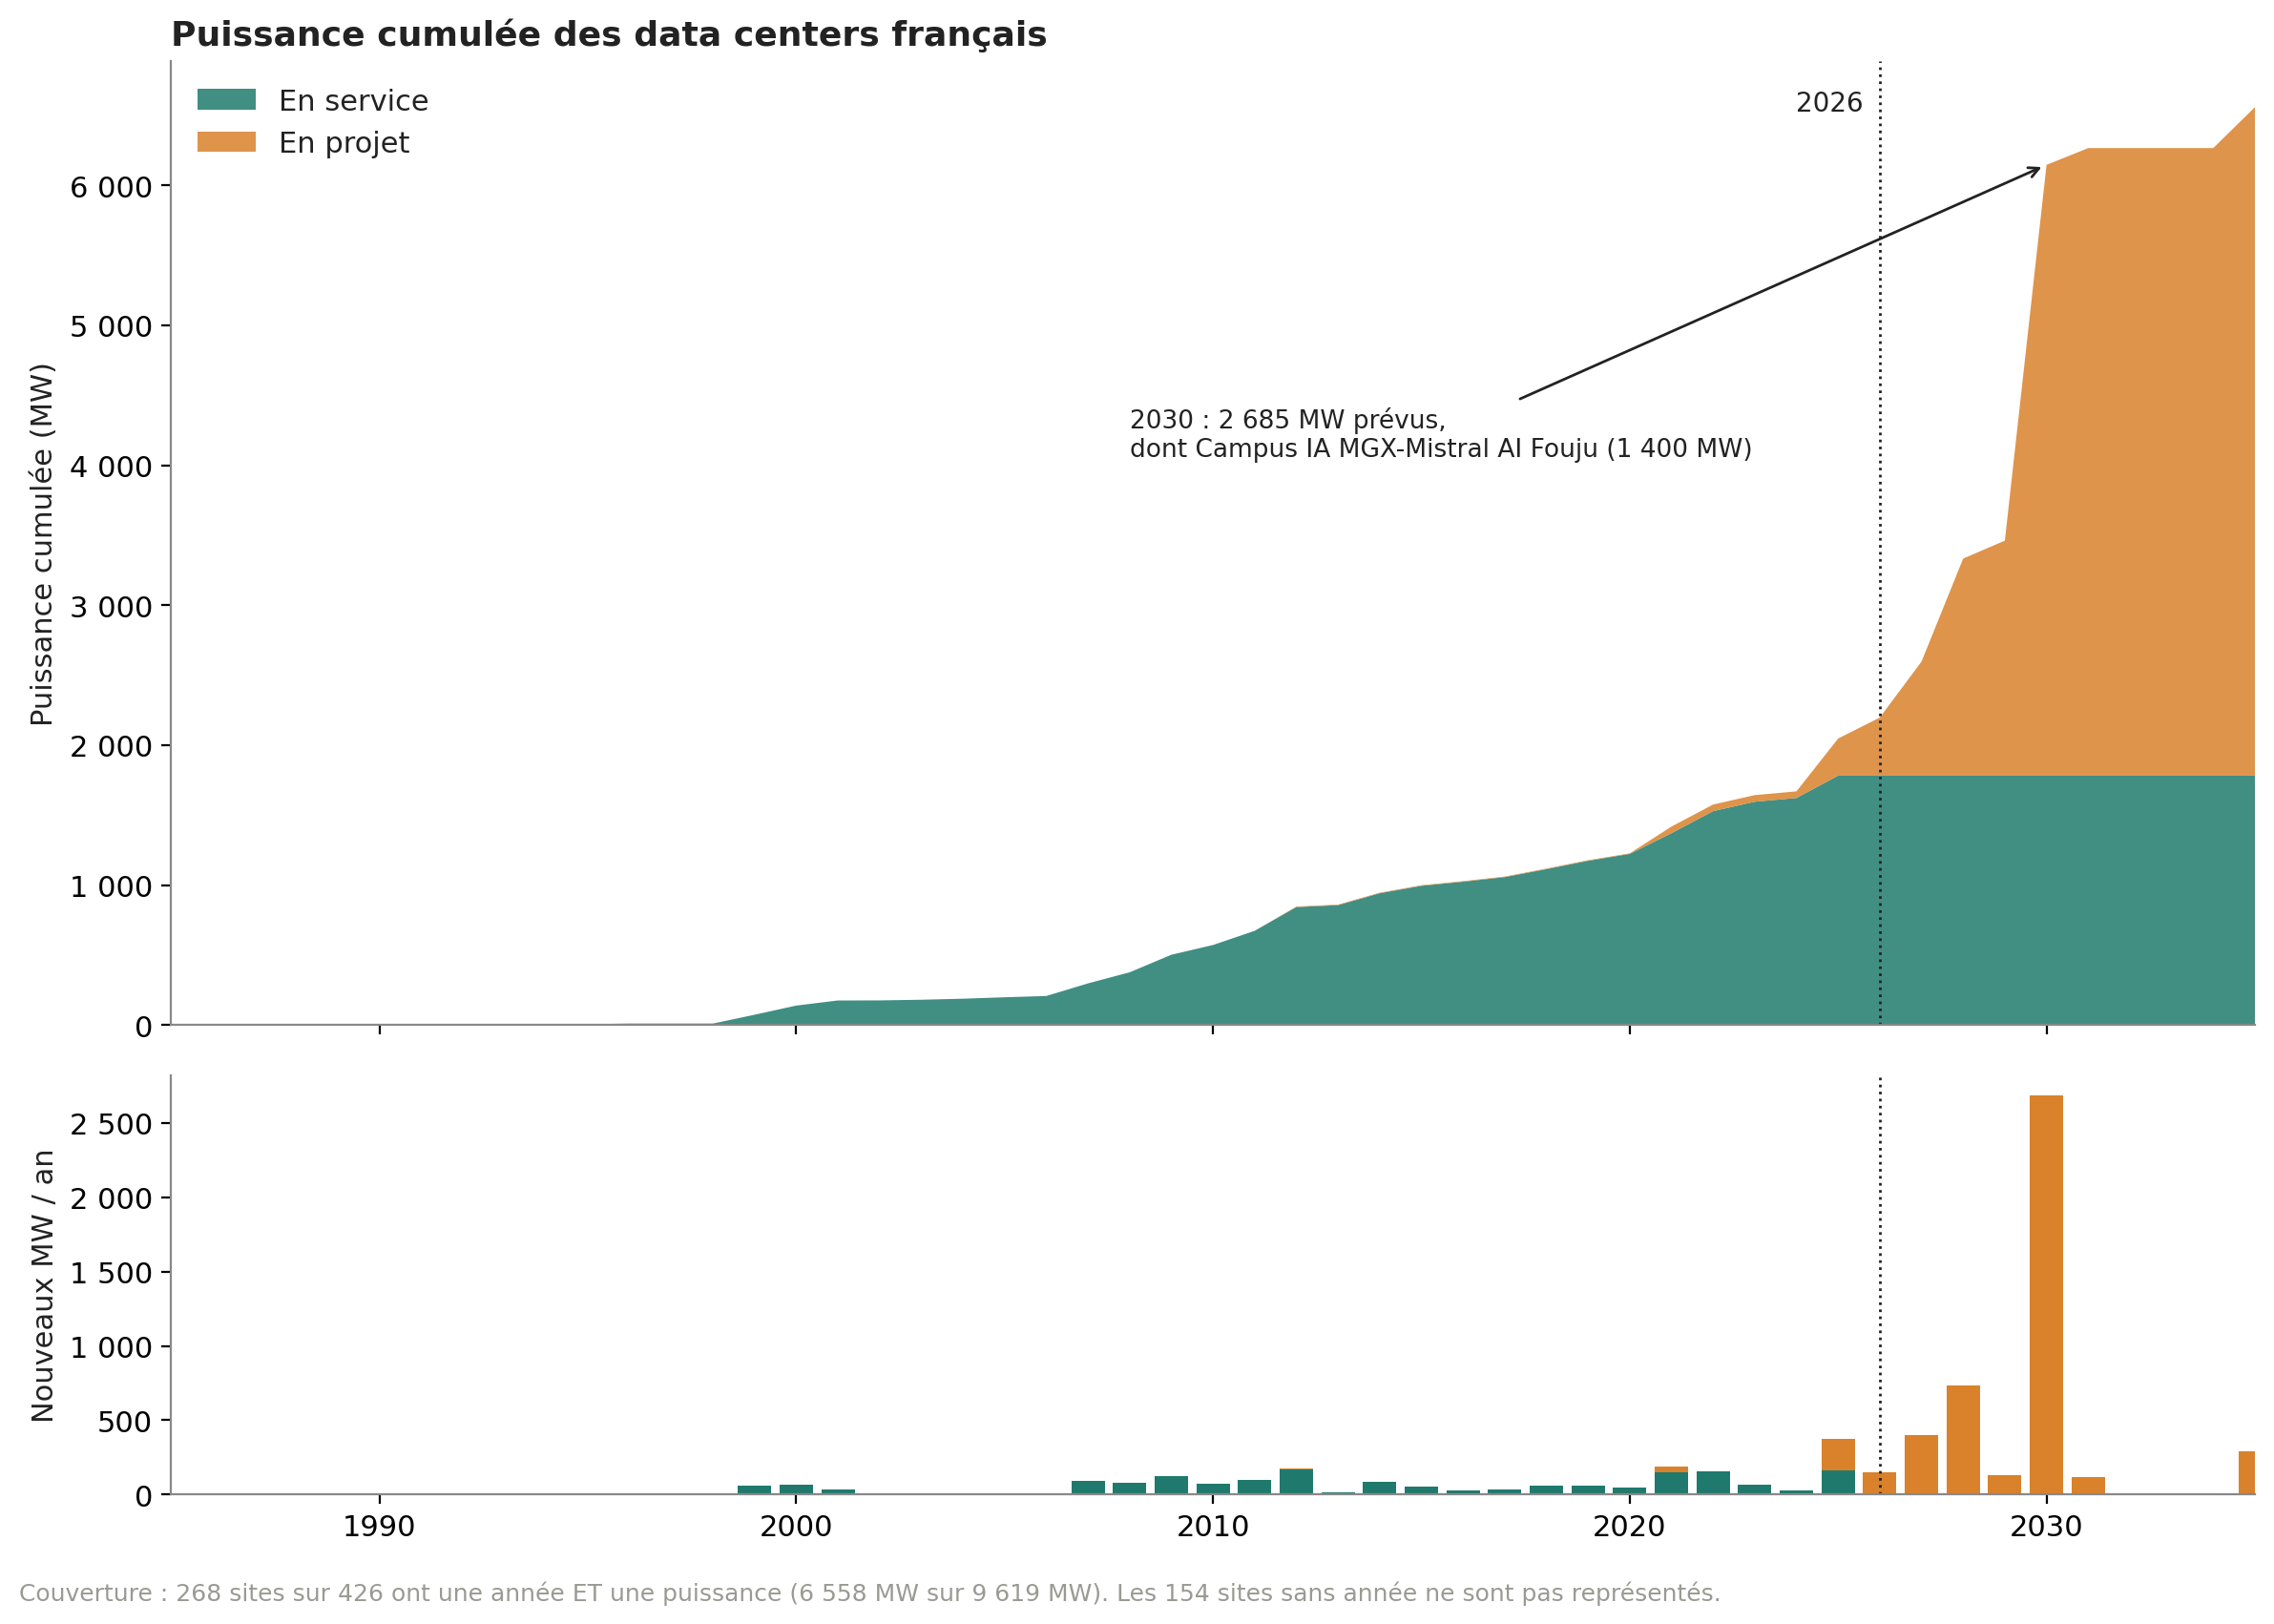 Puissance cumulée des data centers français
En service
En projet
2026
2030 : 2 685 MW prévus,
dont Campus IA MGX-Mistral AI Fouju (1 400 MW)
Puissance cumulée (MW)
6 000
5 000
4 000
3 000
2 000
1 000
0
Nouveaux MW / an
2 500
2 000
1 500
1 000
500
0
1990
2000
2010
2020
2030
Couverture : 268 sites sur 426 ont une année ET une puissance (6 558 MW sur 9 619 MW). Les 154 sites sans année ne sont pas représentés.